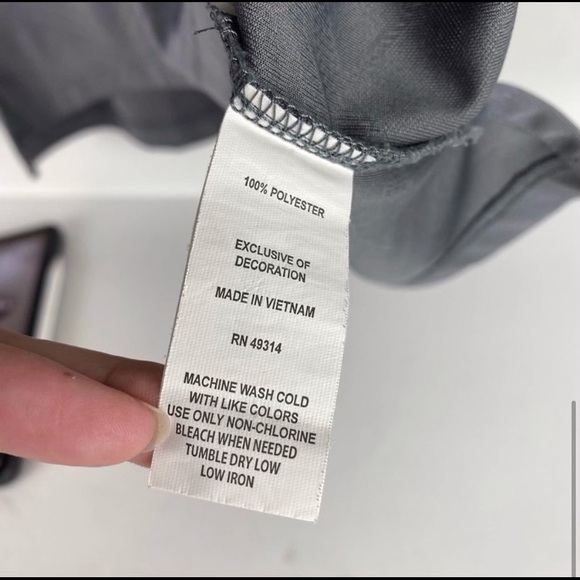 100% POLYESTER
EXCLUSIVE OF
DECORATION
MADE IN VIETNAM
RN 49314
MACHINE WASH COLD
WITH LIKE COLORS
USE ONLY NON-CHLORINE
BLEACH WHEN NEEDED
TUMBLE DRY LOW
LOW IRON